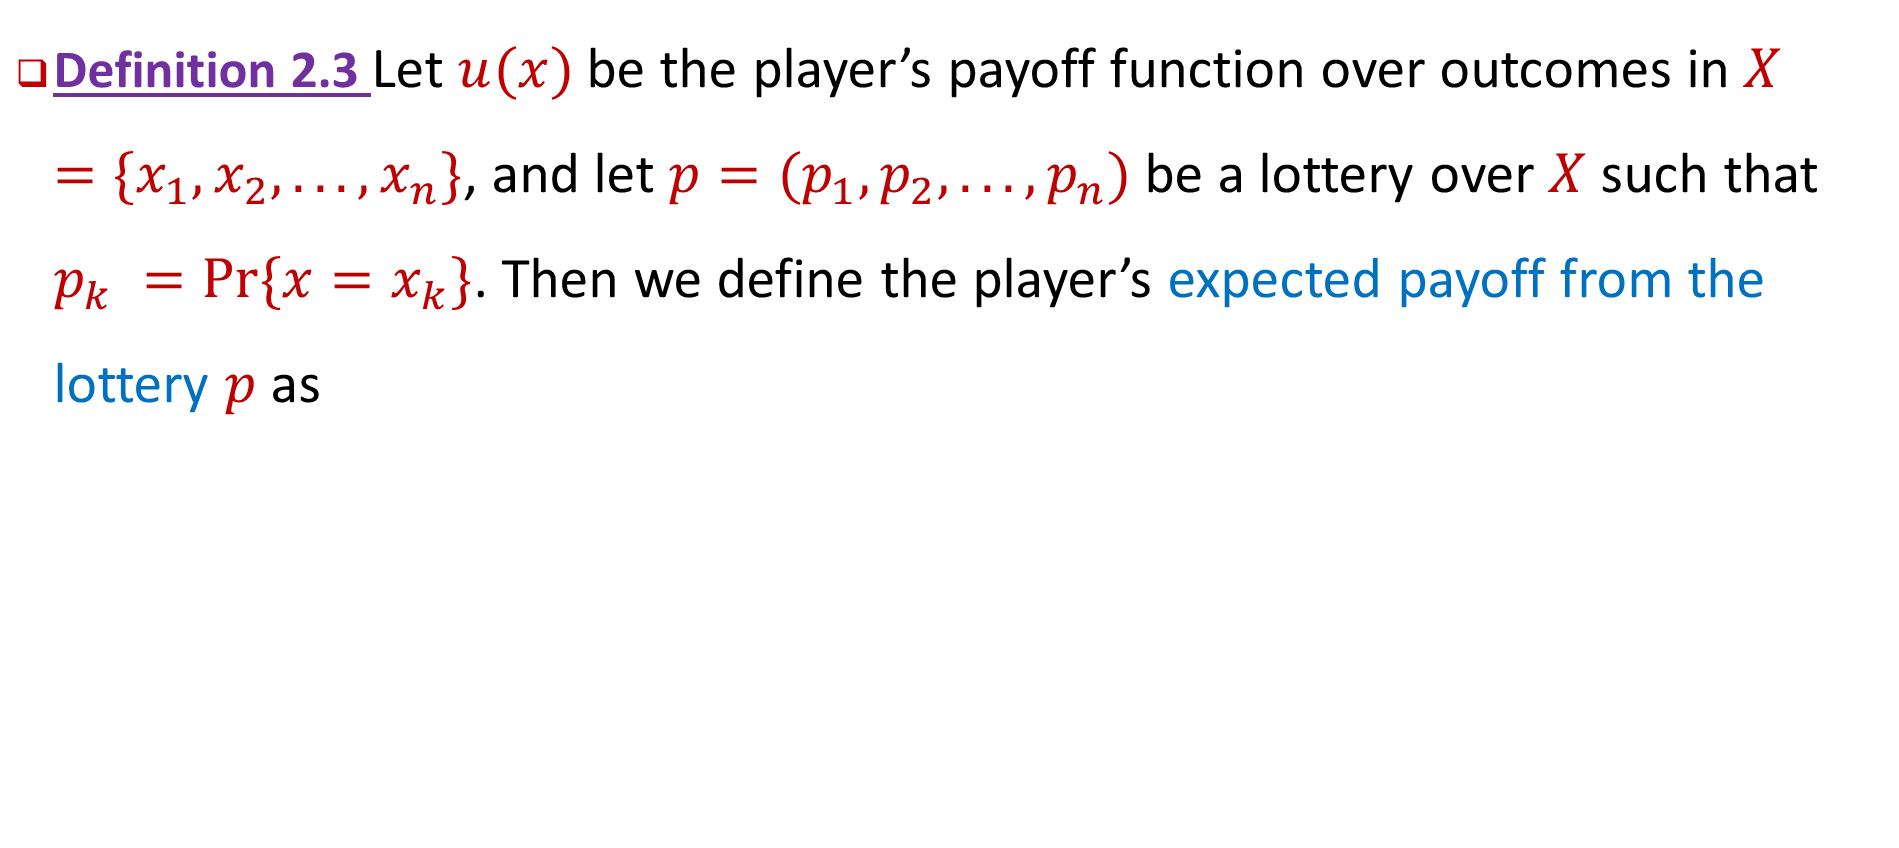 ❑Definition 2.3 Let u(x) be the player’s payoff function over outcomes in X
= {x₁, x₂, . . . , xₙ}, and let p = (p₁, p₂, . . . , pₙ) be a lottery over X such that
pₖ = Pr{x = xₖ}. Then we define the player’s expected payoff from the
lottery p as